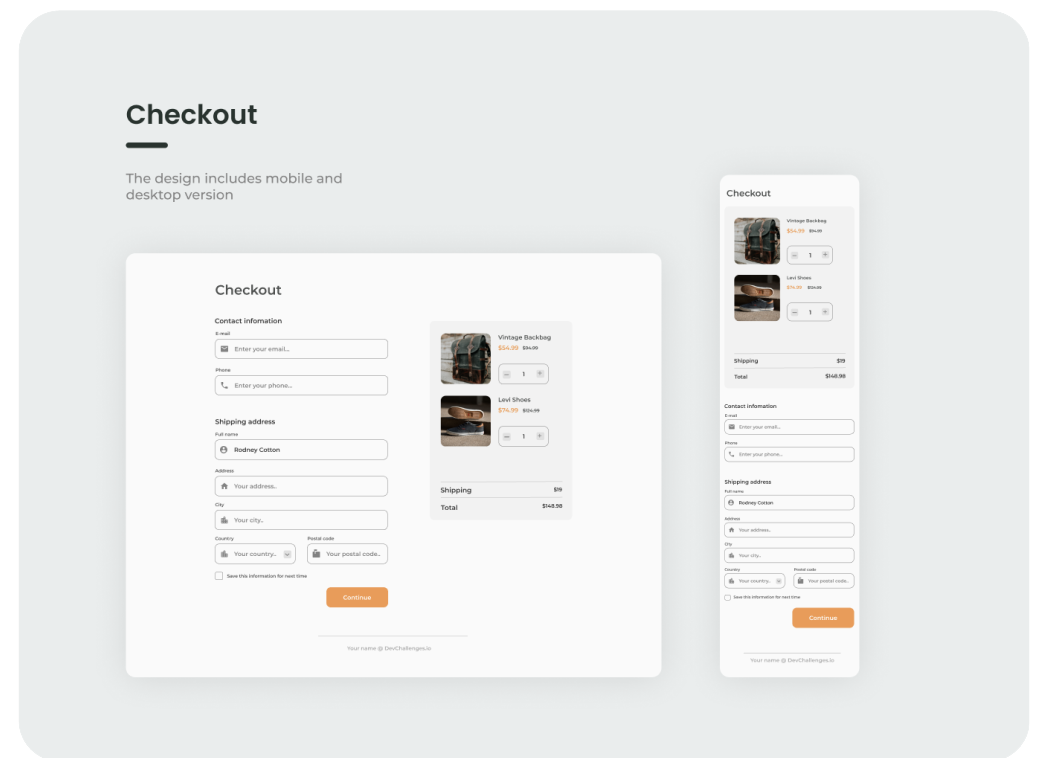 Checkout
The design includes mobile and
desktop version
Checkout
Contact infomation
E-mail
Enter your email...
Phone
Enter your phone...
Shipping address
Full name
Rodney Cotton
Address
Your address..
City
Your city..
Country
Postal code
Your country..
Your postal code..
Save this information for next time
Continue
Vintage Backbag
$54.99 $94.99
1
Levi Shoes
$74.99 $124.99
1
Shipping $19
Total $148.98
Your name @ DevChallenges.io
Checkout
Vintage Backbag
$54.99 $94.99
1
Levi Shoes
$74.99 $124.99
1
Shipping $19
Total $148.98
Contact infomation
E-mail
Enter your email...
Phone
Enter your phone...
Shipping address
Full name
Rodney Cotton
Address
Your address..
City
Your city..
Country
Postal code
Your country..
Your postal code..
Save this information for next time
Continue
Your name @ DevChallenges.io